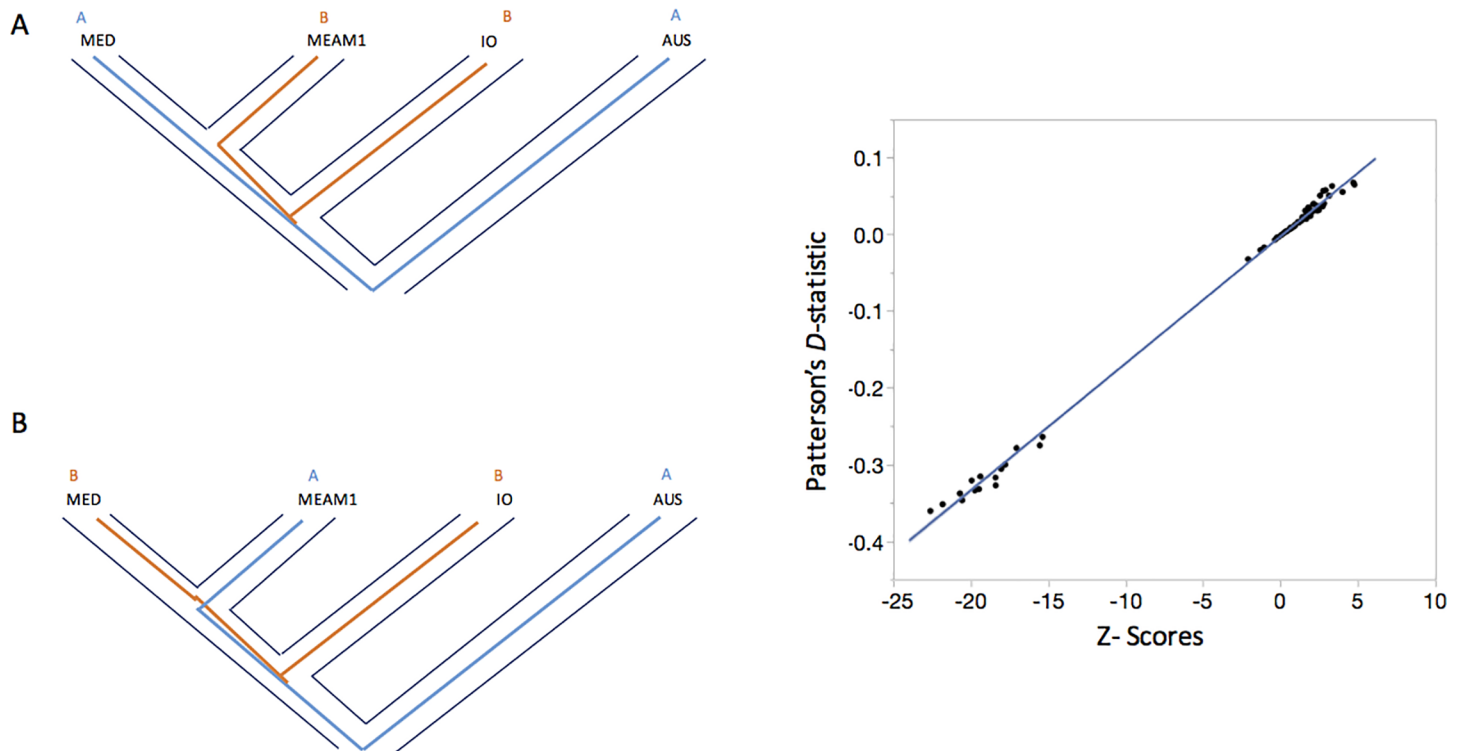 A
A B B A
MED MEAM1 IO AUS
B
B A B A
MED MEAM1 IO AUS
Patterson's D-statistic
0.1
0.0
-0.1
-0.2
-0.3
-0.4
-25 -20 -15 -10 -5 0 5 10
Z- Scores